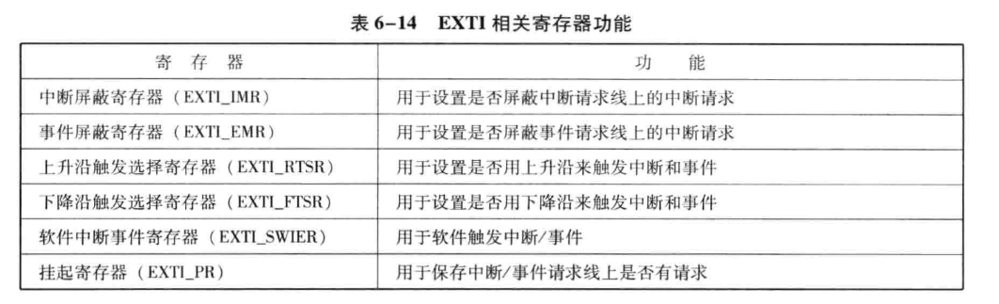 表 6-14 EXTI 相关寄存器功能
寄 存 器 功 能
中断屏蔽寄存器（EXTI_IMR） 用于设置是否屏蔽中断请求线上的中断请求
事件屏蔽寄存器（EXTI_EMR） 用于设置是否屏蔽事件请求线上的中断请求
上升沿触发选择寄存器（EXTI_RTSR） 用于设置是否用上升沿来触发中断和事件
下降沿触发选择寄存器（EXTI_FTSR） 用于设置是否用下降沿来触发中断和事件
软件中断事件寄存器（EXTI_SWIER） 用于软件触发中断/事件
挂起寄存器（EXTI_PR） 用于保存中断/事件请求线上是否有请求